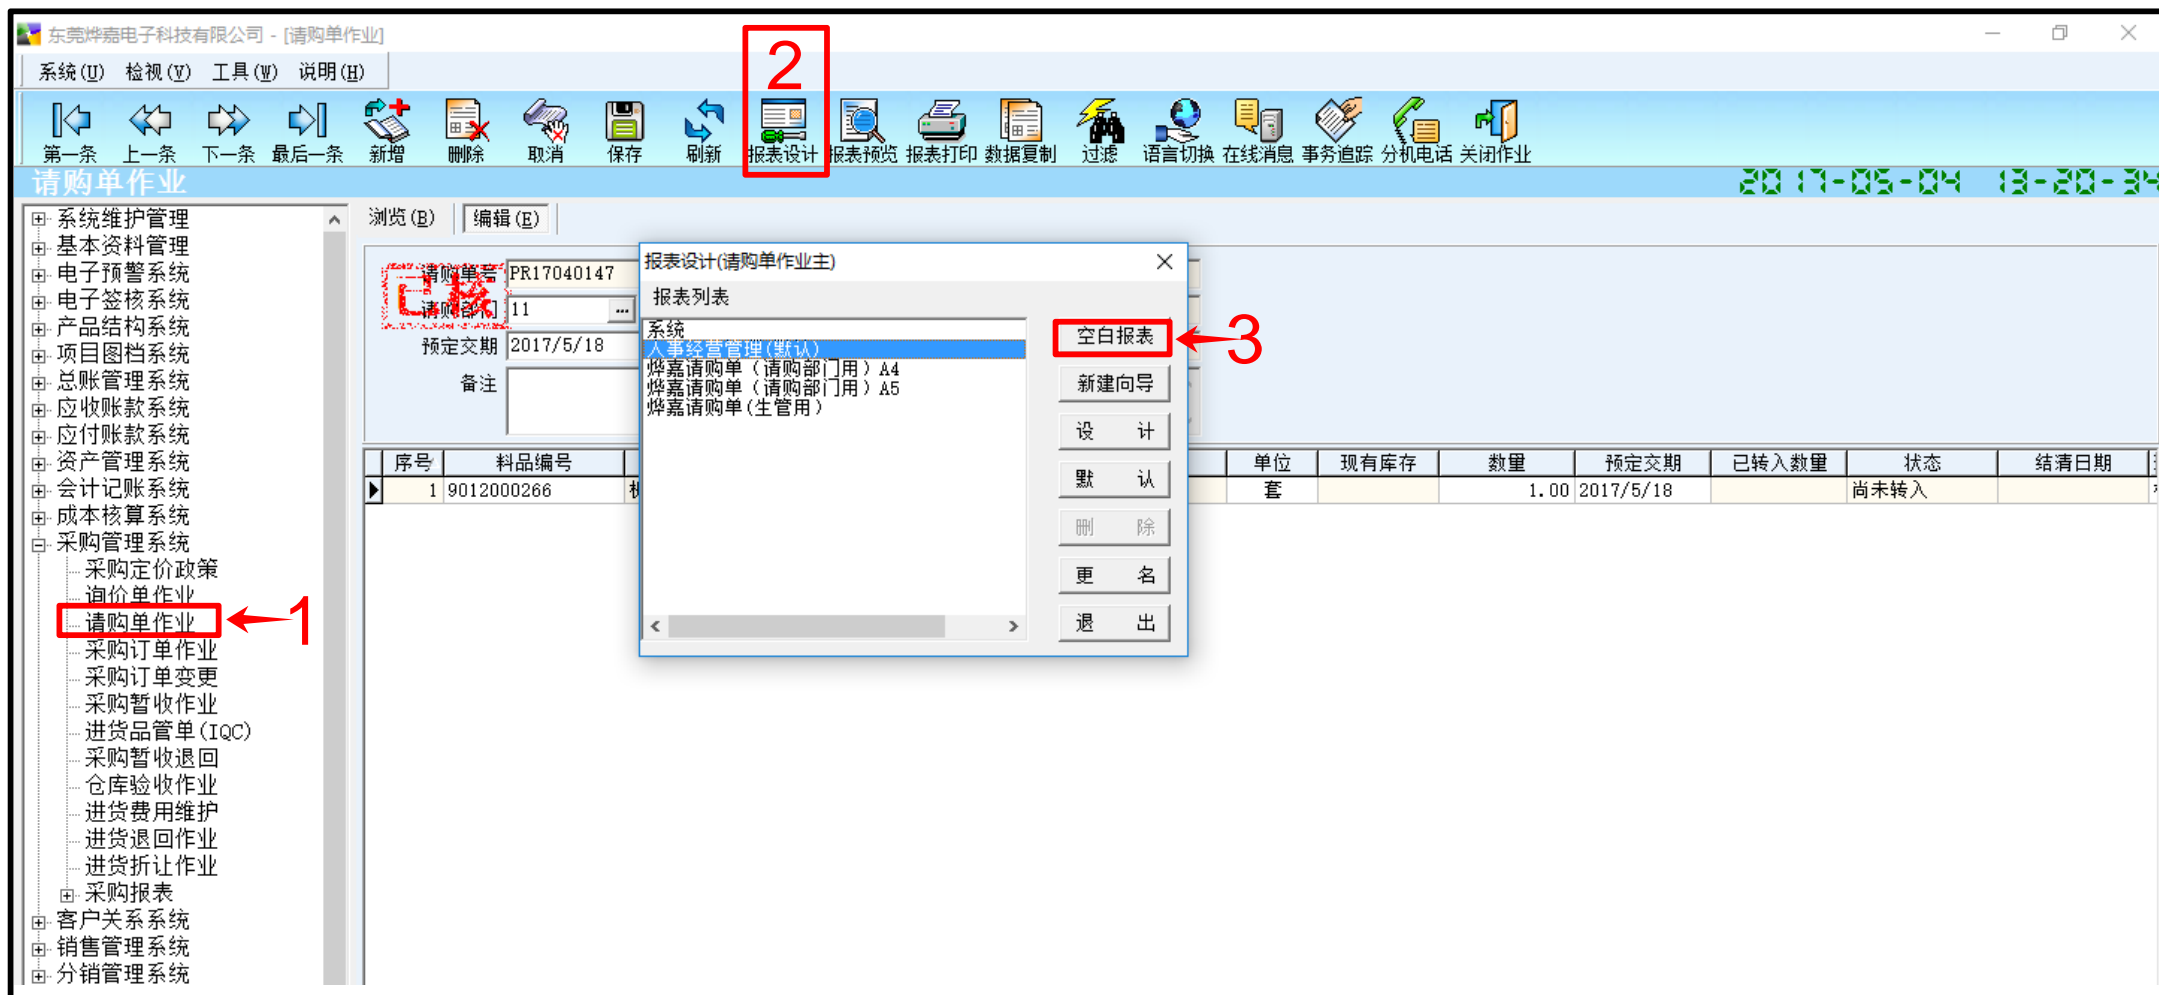 东莞烨嘉电子科技有限公司 - [请购单作业]
系统(U) 检视(V) 工具(W) 说明(H)
2
第一条 上一条 下一条 最后一条 新增 删除 取消 保存 刷新 报表设计 报表预览 报表打印 数据复制 过滤 语言切换 在线消息 事务追踪 分机电话 关闭作业
请购单作业 2017-05-04 13-20-34
系统维护管理
基本资料管理
电子预警系统
电子签核系统
产品结构系统
项目图档系统
总账管理系统
应收账款系统
应付账款系统
资产管理系统
会计记账系统
成本核算系统
采购管理系统
采购定价政策
询价单作业
请购单作业
1
采购订单作业
采购订单变更
采购暂收作业
进货品管单(IQC)
采购暂收退回
仓库验收作业
进货费用维护
进货退回作业
进货折让作业
采购报表
客户关系系统
销售管理系统
分销管理系统
浏览(B) 编辑(E)
请购单号 PR17040147
已核
请购部门 11 ...
预定交期 2017/5/18
备注
报表设计(请购单作业主)
报表列表
系统
人事经营管理(默认)
烨嘉请购单（请购部门用）A4
烨嘉请购单（请购部门用）A5
烨嘉请购单(生管用)
空白报表
3
新建向导
设 计
默 认
删 除
更 名
退 出
序号 料品编号 单位 现有库存 数量 预定交期 已转入数量 状态 结清日期
1 9012000266 套 1.00 2017/5/18 尚未转入